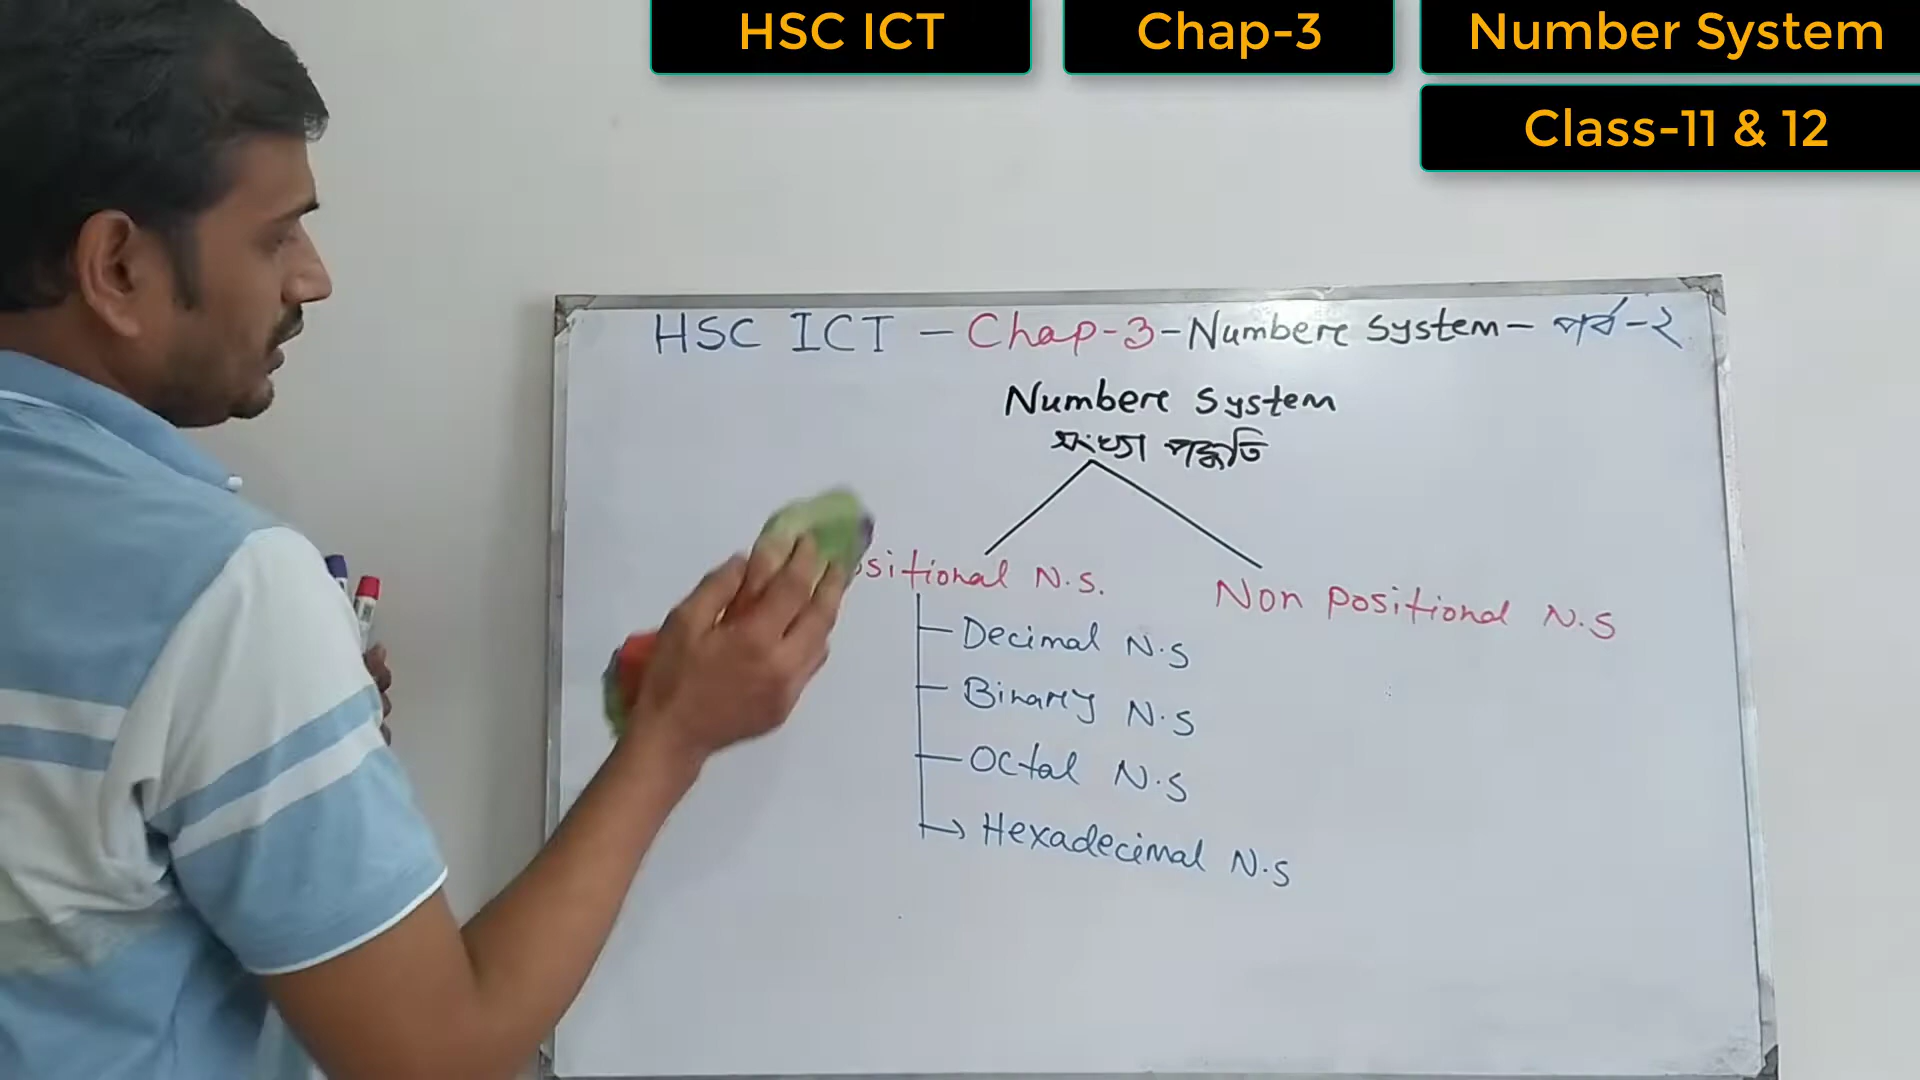 HSC ICT
Chap-3
Number System
Class-11 & 12
HSC ICT – Chap-3-Numbere System – পর্ব-২
Numbere System
সংখ্যা পদ্ধতি
sitional N.S.
Non Positional N.S
Decimal N.S
Binary N.S
Octal N.S
Hexadecimal N.S